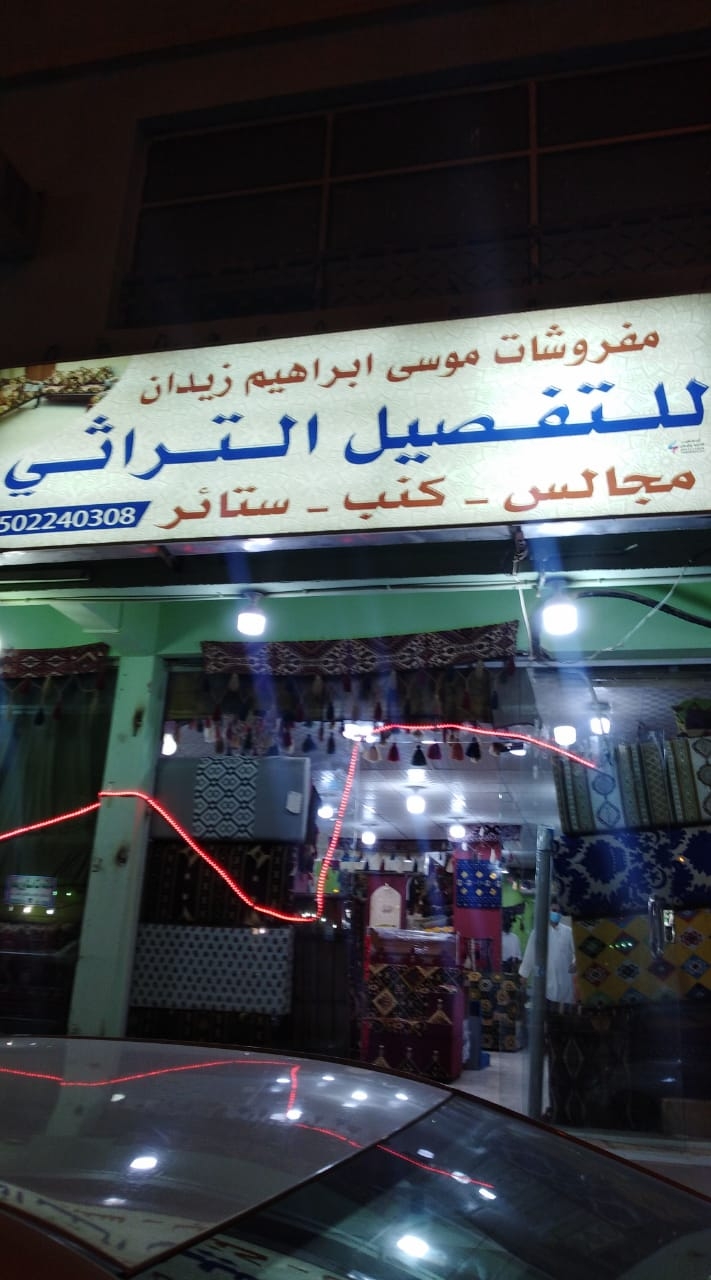 مفروشات موسى ابراهيم زيدان
للتفصيل التراثي
مجالس - كنب - ستائر
502240308